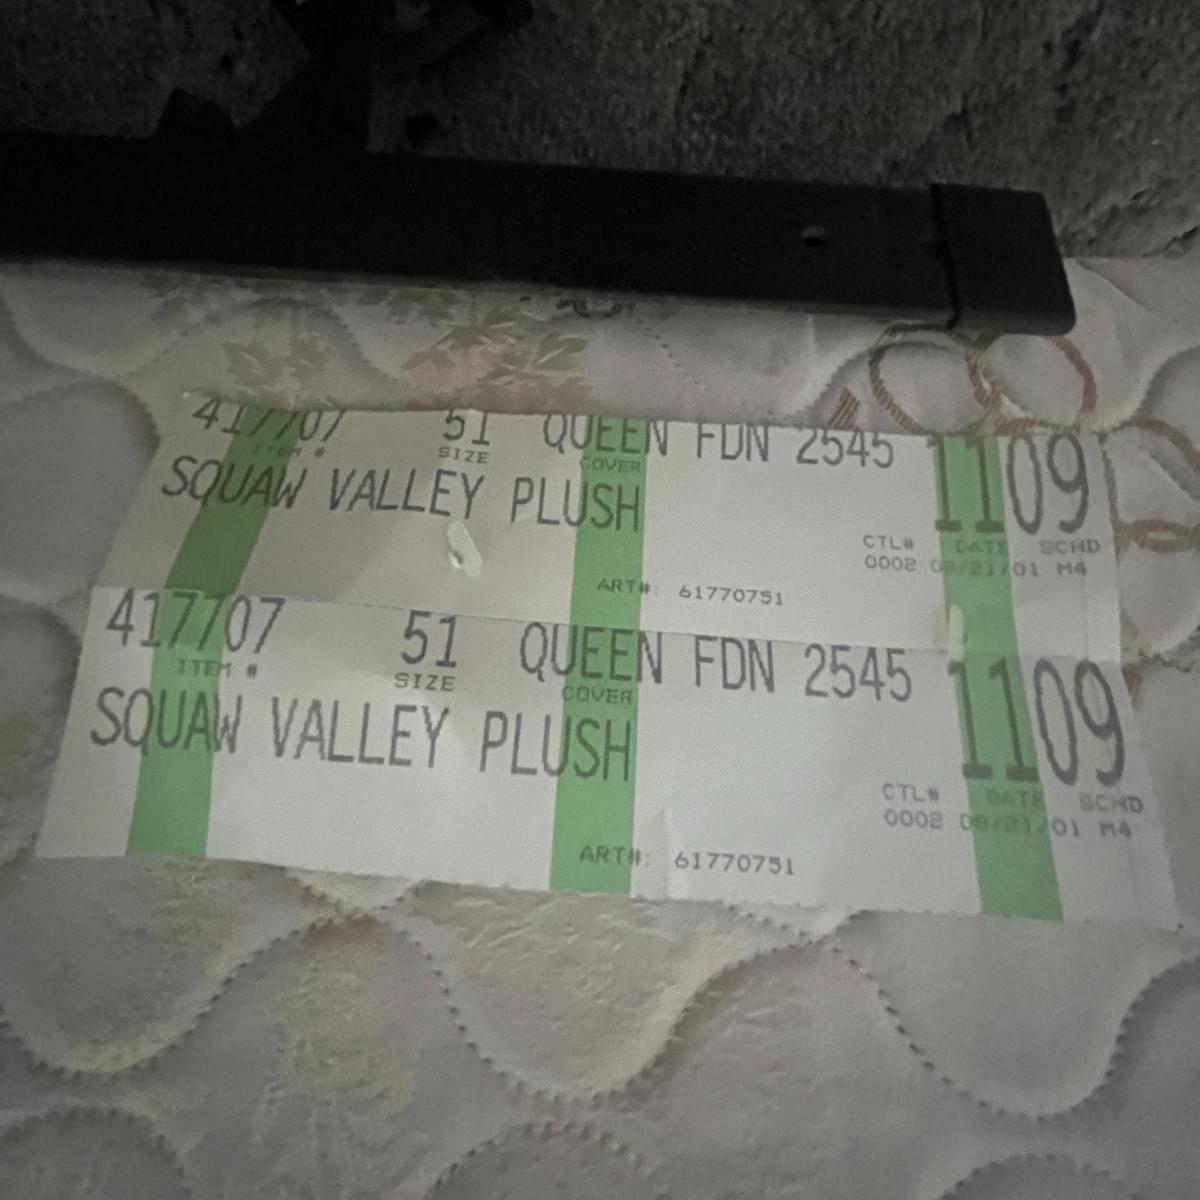 417707 51 QUEEN FDN 2545 1109
ITEM # SIZE COVER
SQUAW VALLEY PLUSH
CTL# DATE SCHD
0002 /21/01 M4
ART#: 61770751
417707 51 QUEEN FDN 2545 1109
ITEM # SIZE COVER
SQUAW VALLEY PLUSH
CTL# DATE SCHD
0002 /21/01 M4
ART#: 61770751